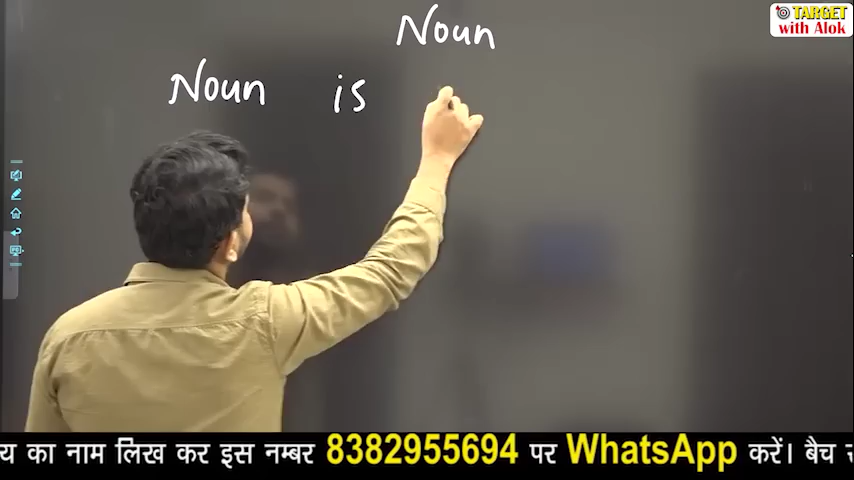 TARGET
with Alok
Noun
Noun is
का नाम लिख कर इस नम्बर 8382955694 पर WhatsApp करें। बैच